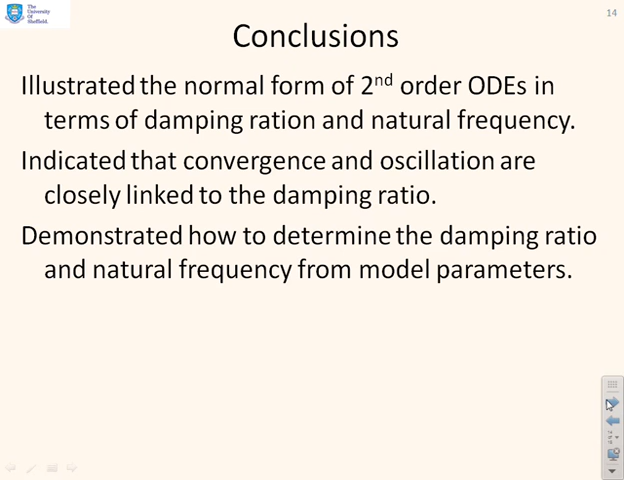 The
University
Of
Sheffield.
14
Conclusions
Illustrated the normal form of 2nd order ODEs in
terms of damping ration and natural frequency.
Indicated that convergence and oscillation are
closely linked to the damping ratio.
Demonstrated how to determine the damping ratio
and natural frequency from model parameters.